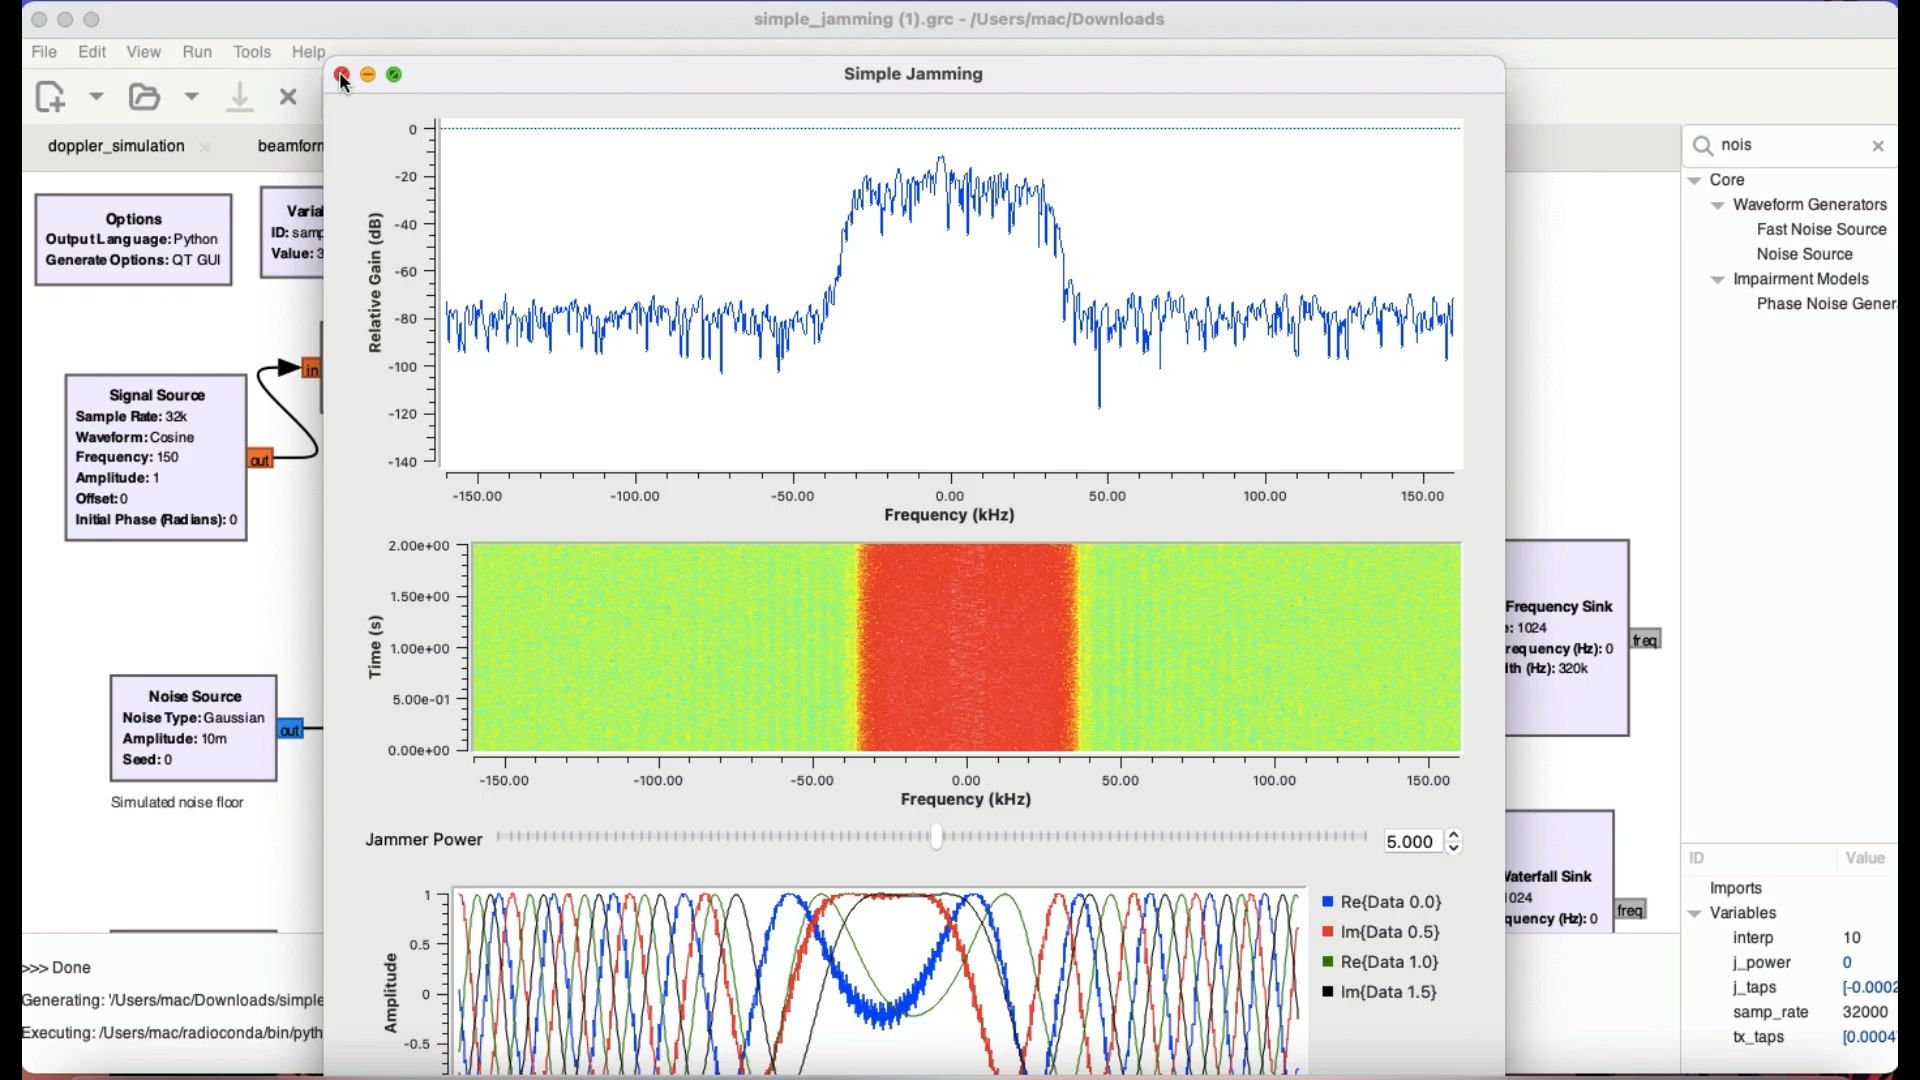 simple_jamming (1).grc - /Users/mac/Downloads
File Edit View Run Tools Help
Simple Jamming
doppler_simulation
beamforn
nois
Core
Waveform Generators
Fast Noise Source
Noise Source
Impairment Models
Phase Noise Gener
Options
Output Language: Python
Generate Options: QT GUI
Varial
ID: samp
Value: 3
in
Signal Source
Sample Rate: 32k
Waveform: Cosine
Frequency: 150
Amplitude: 1
Offset: 0
Initial Phase (Radians): 0
out
Noise Source
Noise Type: Gaussian
Amplitude: 10m
Seed: 0
out
Simulated noise floor
>>> Done
Generating: '/Users/mac/Downloads/simple
Executing: /Users/mac/radioconda/bin/pyth
Relative Gain (dB)
0
-20
-40
-60
-80
-100
-120
-140
-150.00 -100.00 -50.00 0.00 50.00 100.00 150.00
Frequency (kHz)
Time (s)
2.00e+00
1.50e+00
1.00e+00
5.00e-01
0.00e+00
-150.00 -100.00 -50.00 0.00 50.00 100.00 150.00
Frequency (kHz)
Jammer Power
5.000
Amplitude
1
0.5
0
-0.5
Re{Data 0.0}
Im{Data 0.5}
Re{Data 1.0}
Im{Data 1.5}
Frequency Sink
e: 1024
requency (Hz): 0
lth (Hz): 320k
freq
Waterfall Sink
1024
quency (Hz): 0
freq
ID Value
Imports
Variables
interp 10
j_power 0
j_taps [-0.0002
samp_rate 32000
tx_taps [0.0004